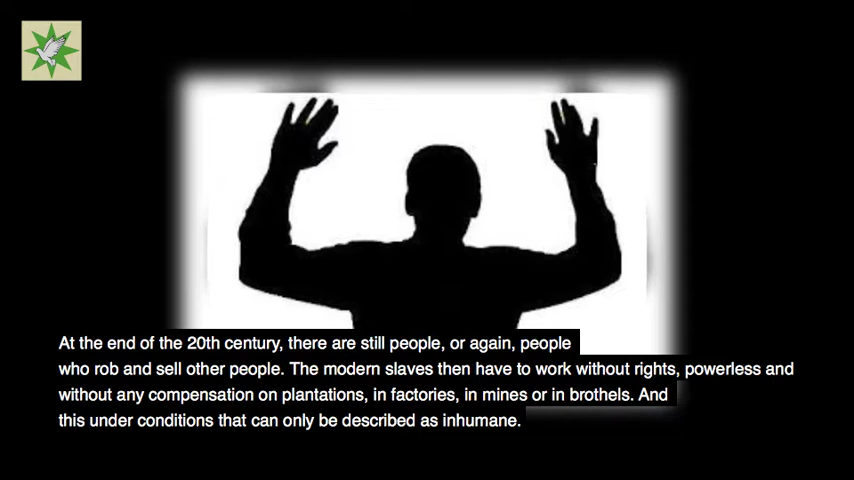 At the end of the 20th century, there are still people, or again, people
who rob and sell other people. The modern slaves then have to work without rights, powerless and
without any compensation on plantations, in factories, in mines or in brothels. And
this under conditions that can only be described as inhumane.